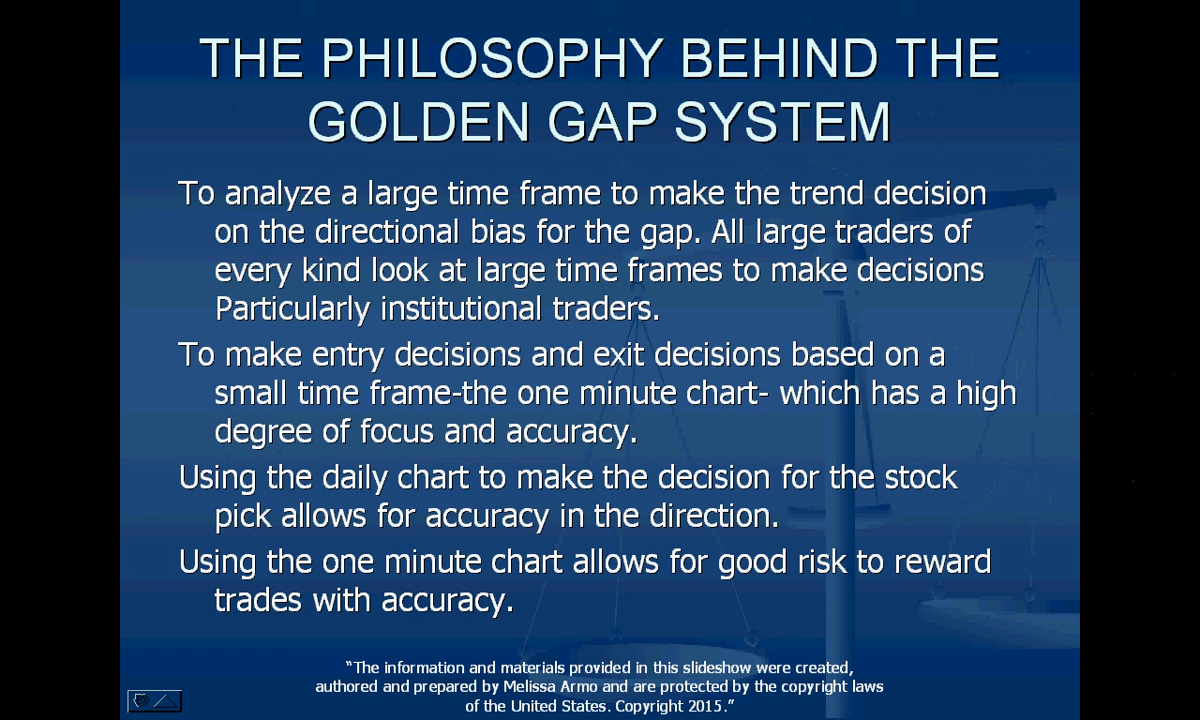 THE PHILOSOPHY BEHIND THE
GOLDEN GAP SYSTEM
To analyze a large time frame to make the trend decision
on the directional bias for the gap. All large traders of
every kind look at large time frames to make decisions
Particularly institutional traders.
To make entry decisions and exit decisions based on a
small time frame-the one minute chart- which has a high
degree of focus and accuracy.
Using the daily chart to make the decision for the stock
pick allows for accuracy in the direction.
Using the one minute chart allows for good risk to reward
trades with accuracy.
“The information and materials provided in this slideshow were created,
authored and prepared by Melissa Armo and are protected by the copyright laws
of the United States. Copyright 2015.”